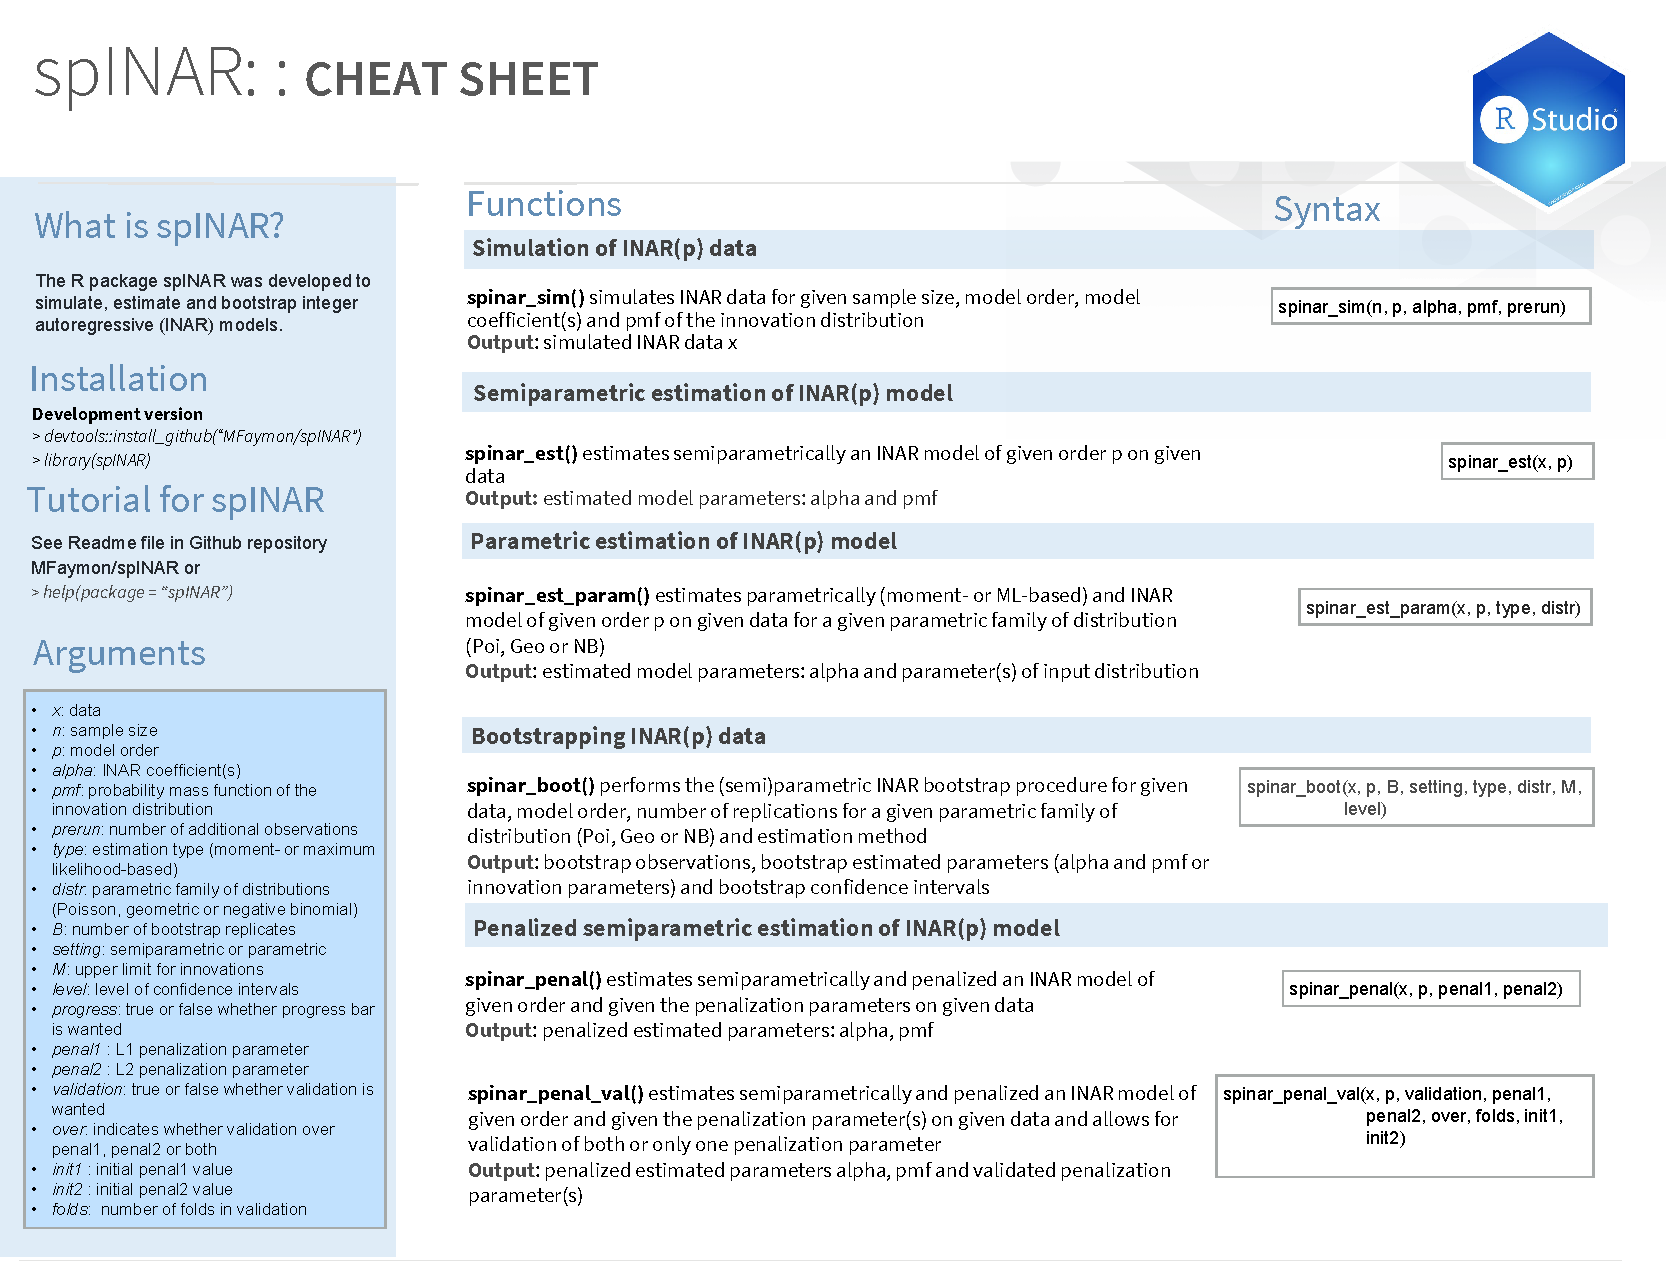 spINAR: : CHEAT SHEET
R Studio
What is spINAR?
The R package spINAR was developed to
simulate, estimate and bootstrap integer
autoregressive (INAR) models.
Installation
Development version
> devtools::install_github(“MFaymon/spINAR")
> library(spINAR)
Tutorial for spINAR
See Readme file in Github repository
MFaymon/spINAR or
> help(package = “spINAR”)
Arguments
• x: data
• n: sample size
• p: model order
• alpha: INAR coefficient(s)
• pmf: probability mass function of the
innovation distribution
• prerun: number of additional observations
• type: estimation type (moment- or maximum
likelihood-based)
• distr: parametric family of distributions
(Poisson, geometric or negative binomial)
• B: number of bootstrap replicates
• setting: semiparametric or parametric
• M: upper limit for innovations
• level: level of confidence intervals
• progress: true or false whether progress bar
is wanted
• penal1 : L1 penalization parameter
• penal2 : L2 penalization parameter
• validation: true or false whether validation is
wanted
• over: indicates whether validation over
penal1, penal2 or both
• init1 : initial penal1 value
• init2 : initial penal2 value
• folds: number of folds in validation
Functions
Syntax
Simulation of INAR(p) data
spinar_sim() simulates INAR data for given sample size, model order, model
coefficient(s) and pmf of the innovation distribution
Output: simulated INAR data x
spinar_sim(n, p, alpha, pmf, prerun)
Semiparametric estimation of INAR(p) model
spinar_est() estimates semiparametrically an INAR model of given order p on given
data
Output: estimated model parameters: alpha and pmf
spinar_est(x, p)
Parametric estimation of INAR(p) model
spinar_est_param() estimates parametrically (moment- or ML-based) and INAR
model of given order p on given data for a given parametric family of distribution
(Poi, Geo or NB)
Output: estimated model parameters: alpha and parameter(s) of input distribution
spinar_est_param(x, p, type, distr)
Bootstrapping INAR(p) data
spinar_boot() performs the (semi)parametric INAR bootstrap procedure for given
data, model order, number of replications for a given parametric family of
distribution (Poi, Geo or NB) and estimation method
Output: bootstrap observations, bootstrap estimated parameters (alpha and pmf or
innovation parameters) and bootstrap confidence intervals
spinar_boot(x, p, B, setting, type, distr, M,
level)
Penalized semiparametric estimation of INAR(p) model
spinar_penal() estimates semiparametrically and penalized an INAR model of
given order and given the penalization parameters on given data
Output: penalized estimated parameters: alpha, pmf
spinar_penal(x, p, penal1, penal2)
spinar_penal_val() estimates semiparametrically and penalized an INAR model of
given order and given the penalization parameter(s) on given data and allows for
validation of both or only one penalization parameter
Output: penalized estimated parameters alpha, pmf and validated penalization
parameter(s)
spinar_penal_val(x, p, validation, penal1,
penal2, over, folds, init1,
init2)